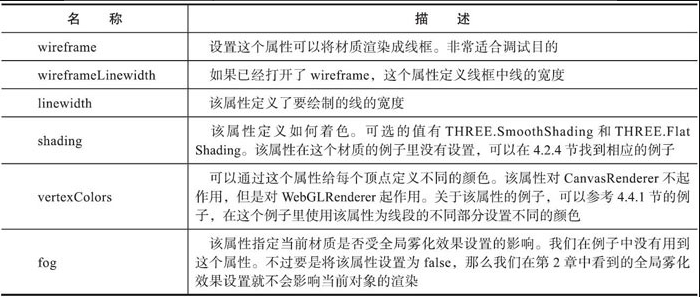 名 称 描 述
wireframe 设置这个属性可以将材质渲染成线框。非常适合调试目的
wireframeLinewidth 如果已经打开了 wireframe，这个属性定义线框中线的宽度
linewidth 该属性定义了要绘制的线的宽度
shading 该属性定义如何着色。可选的值有 THREE.SmoothShading 和 THREE.Flat
Shading。该属性在这个材质的例子里没有设置，可以在 4.2.4 节找到相应的例子
vertexColors 可以通过这个属性给每个顶点定义不同的颜色。该属性对 CanvasRenderer 不起
作用，但是对 WebGLRenderer 起作用。关于该属性的例子，可以参考 4.4.1 节的例
子，在这个例子里使用该属性为线段的不同部分设置不同的颜色
fog 该属性指定当前材质是否受全局雾化效果设置的影响。我们在例子中没有用到
这个属性。不过要是将该属性设置为 false，那么我们在第 2 章中看到的全局雾化
效果设置就不会影响当前对象的渲染